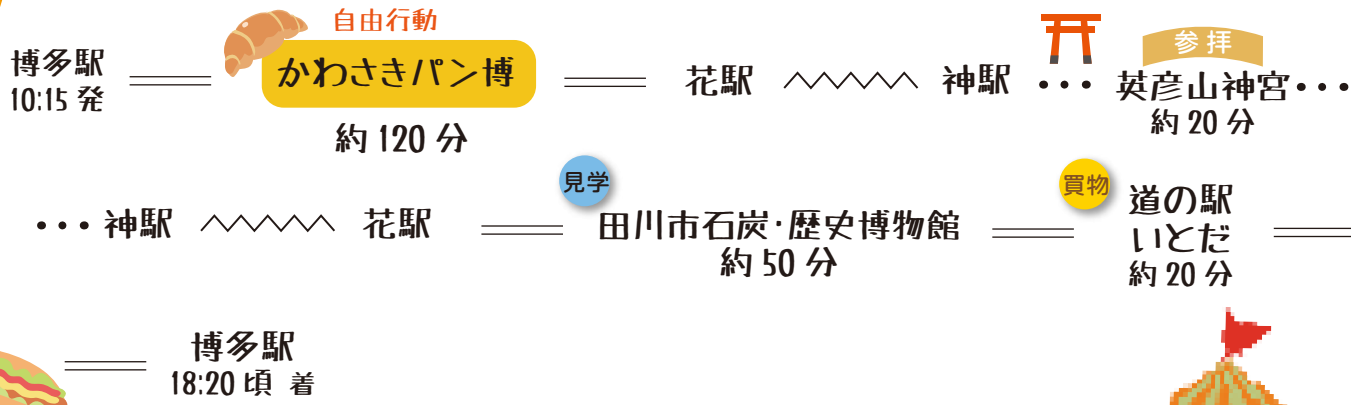 自由行動
博多駅
10:15 発
かわさきパン博
約 120 分
花駅
神駅
・・・
参拝
英彦山神宮・・・
約 20 分
・・・神駅
花駅
見学
田川市石炭・歴史博物館
約 50 分
買物
道の駅
いとだ
約 20 分
博多駅
18:20 頃 着